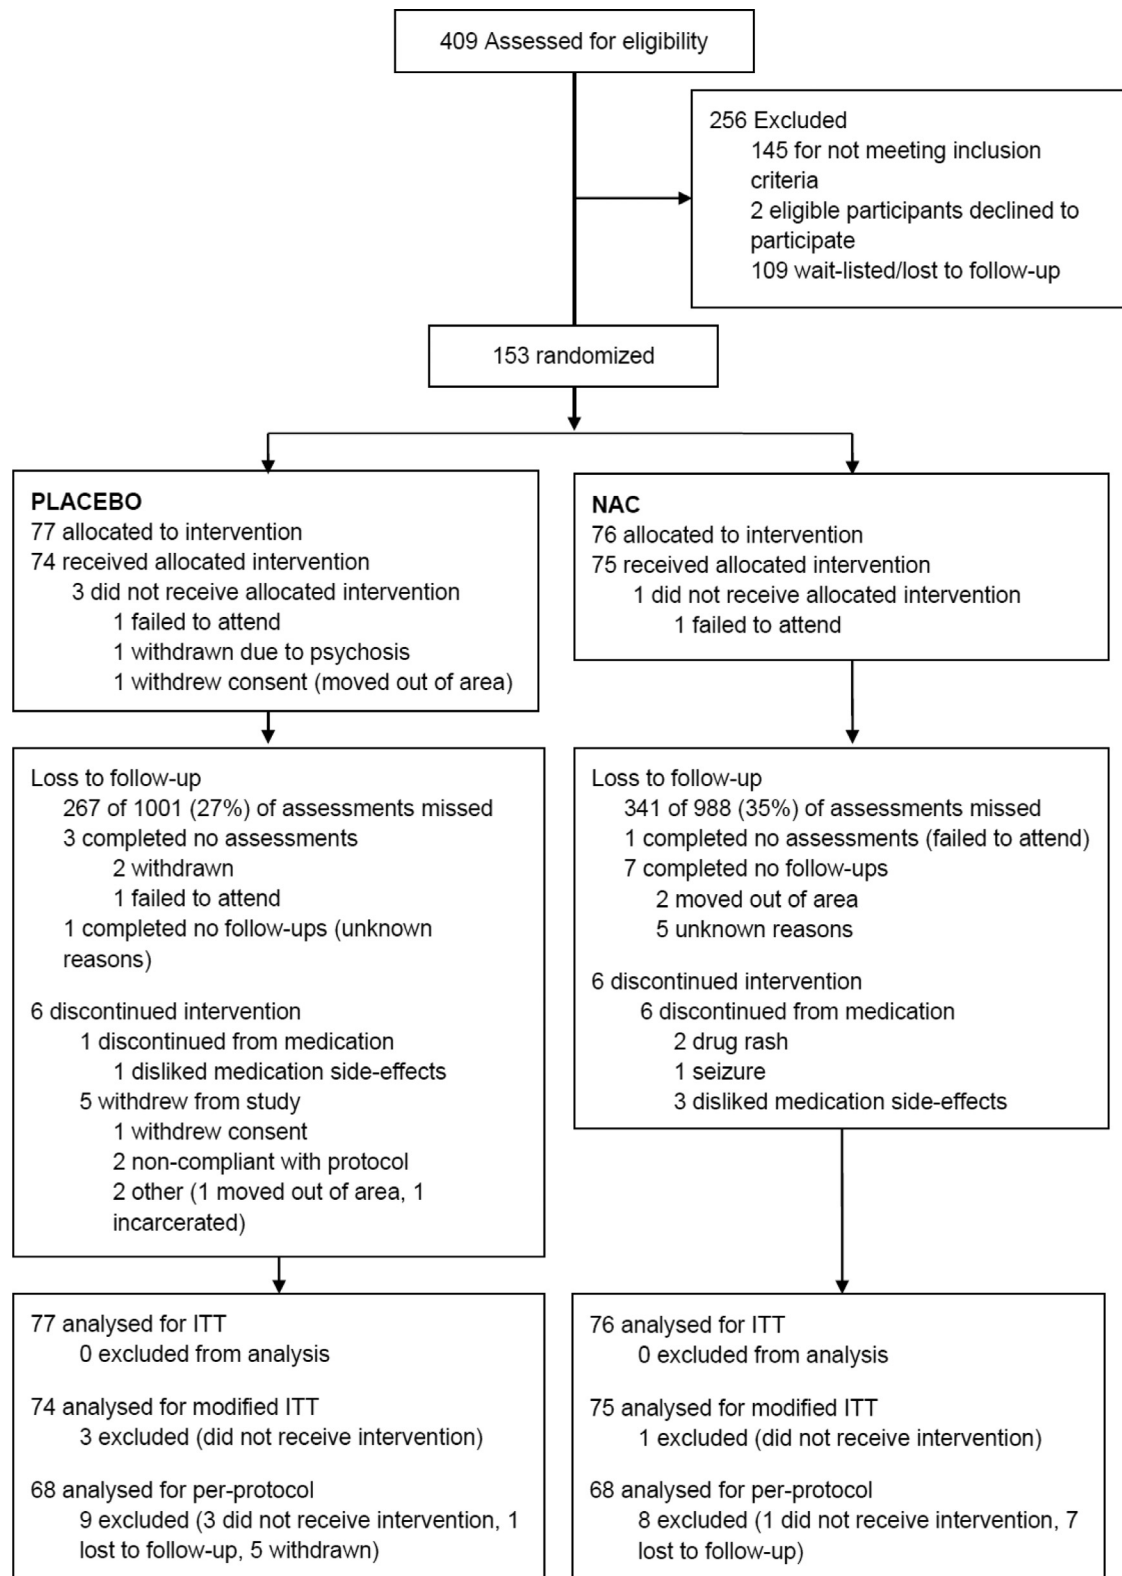 409 Assessed for eligibility
256 Excluded
145 for not meeting inclusion
criteria
2 eligible participants declined to
participate
109 wait-listed/lost to follow-up
153 randomized
PLACEBO
77 allocated to intervention
74 received allocated intervention
3 did not receive allocated intervention
1 failed to attend
1 withdrawn due to psychosis
1 withdrew consent (moved out of area)
NAC
76 allocated to intervention
75 received allocated intervention
1 did not receive allocated intervention
1 failed to attend
Loss to follow-up
267 of 1001 (27%) of assessments missed
3 completed no assessments
2 withdrawn
1 failed to attend
1 completed no follow-ups (unknown
reasons)
6 discontinued intervention
1 discontinued from medication
1 disliked medication side-effects
5 withdrew from study
1 withdrew consent
2 non-compliant with protocol
2 other (1 moved out of area, 1
incarcerated)
Loss to follow-up
341 of 988 (35%) of assessments missed
1 completed no assessments (failed to attend)
7 completed no follow-ups
2 moved out of area
5 unknown reasons
6 discontinued intervention
6 discontinued from medication
2 drug rash
1 seizure
3 disliked medication side-effects
77 analysed for ITT
0 excluded from analysis
74 analysed for modified ITT
3 excluded (did not receive intervention)
68 analysed for per-protocol
9 excluded (3 did not receive intervention, 1
lost to follow-up, 5 withdrawn)
76 analysed for ITT
0 excluded from analysis
75 analysed for modified ITT
1 excluded (did not receive intervention)
68 analysed for per-protocol
8 excluded (1 did not receive intervention, 7
lost to follow-up)